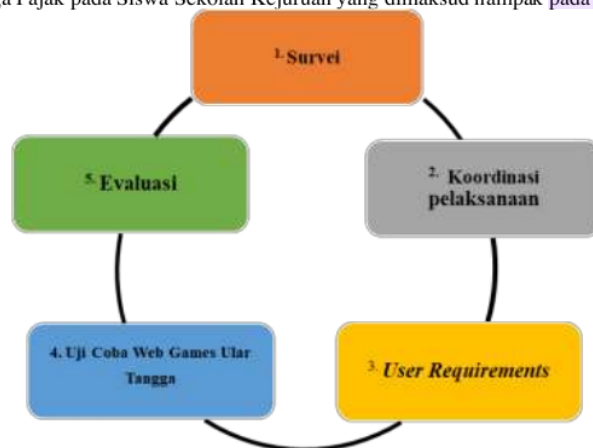 Pajak pada Siswa Sekolah Kejuruan yang dimaksud nampak pada
1. Survei
2. Koordinasi
pelaksanaan
3. User Requirements
4. Uji Coba Web Games Ular
Tangga
5. Evaluasi